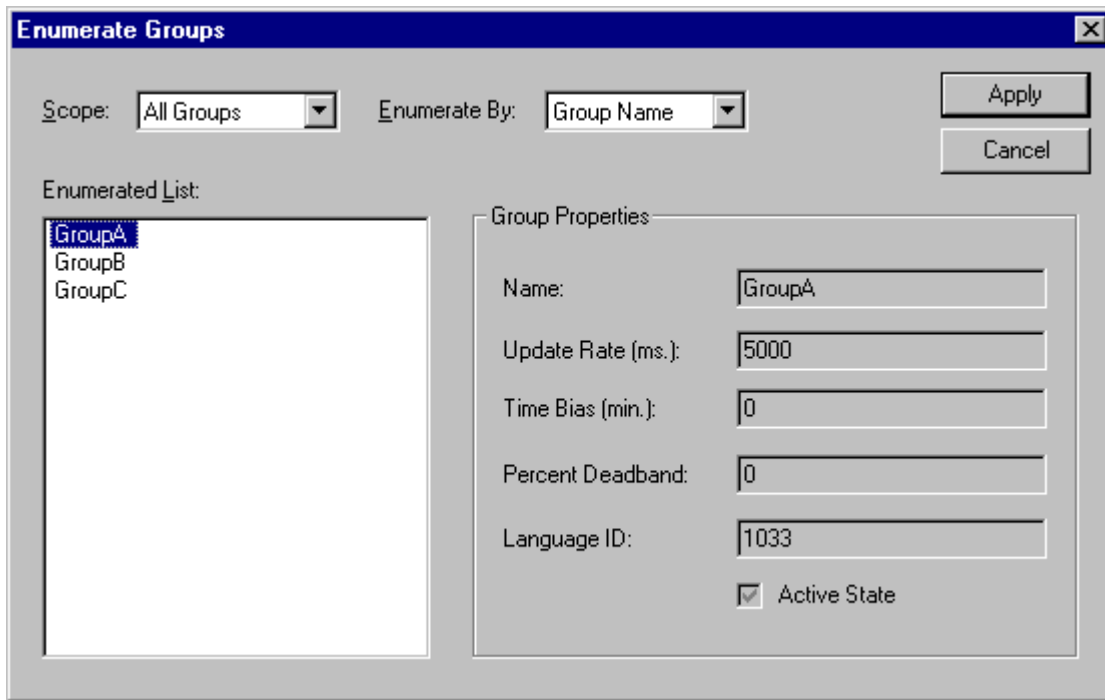 Enumerate Groups
Scope: All Groups Enumerate By: Group Name Apply
Cancel
Enumerated List:
GroupA
GroupB
GroupC
Group Properties
Name: GroupA
Update Rate (ms.): 5000
Time Bias (min.): 0
Percent Deadband: 0
Language ID: 1033
Active State